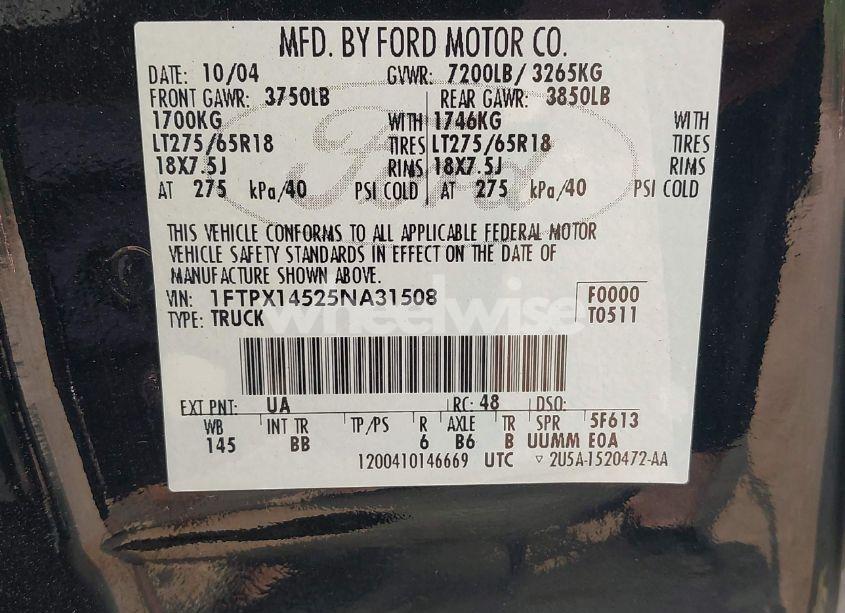 MFD. BY FORD MOTOR CO.
DATE: 10/04 GVWR: 7200LB/ 3265KG
FRONT GAWR: 3750LB REAR GAWR: 3850LB
1700KG WITH 1746KG WITH
LT275/65R18 TIRES LT275/65R18 TIRES
18X7.5J RIMS 18X7.5J RIMS
AT 275 kPa/40 PSI COLD AT 275 kPa/40 PSI COLD
Ford
THIS VEHICLE CONFORMS TO ALL APPLICABLE FEDERAL MOTOR
VEHICLE SAFETY STANDARDS IN EFFECT ON THE DATE OF
MANUFACTURE SHOWN ABOVE.
VIN: 1FTPX14525NA31508 F0000
TYPE: TRUCK T0511
wheelwise
EXT PNT: UA RC: 48 DSO:
WB INT TR TP/PS R AXLE TR SPR 5F613
145 BB 6 B6 B UUMM E0A
1200410146669 UTC ▽ 2U5A-1520472-AA